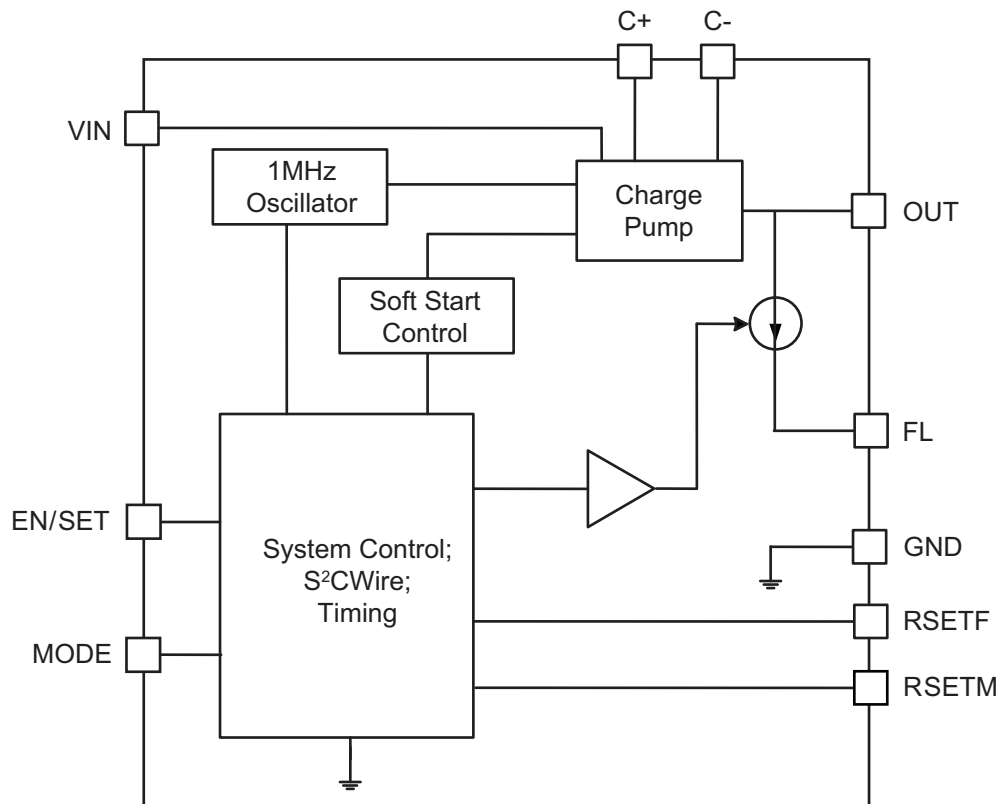 C+
C-
VIN
1MHz
Oscillator
Charge
Pump
OUT
Soft Start
Control
FL
EN/SET
System Control;
S²CWire;
Timing
GND
RSETF
MODE
RSETM